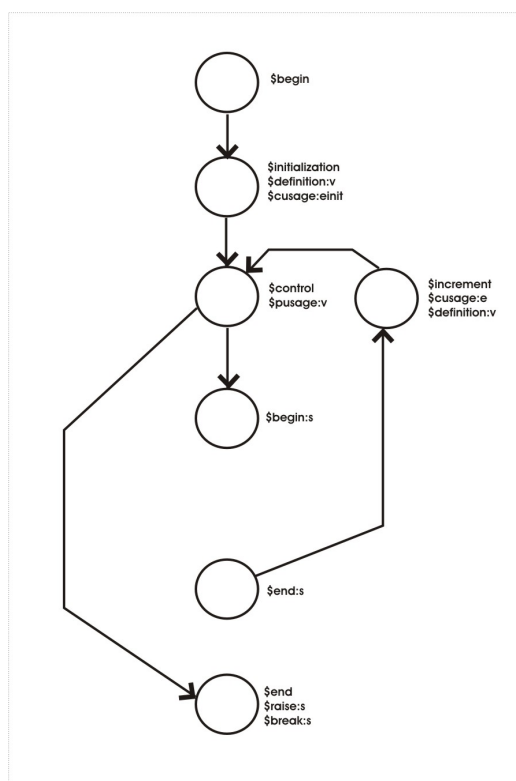 $begin
$initialization
$definition:v
$cusage:einit
$control
$pusage:v
$increment
$cusage:e
$definition:v
$begin:s
$end:s
$end
$raise:s
$break:s